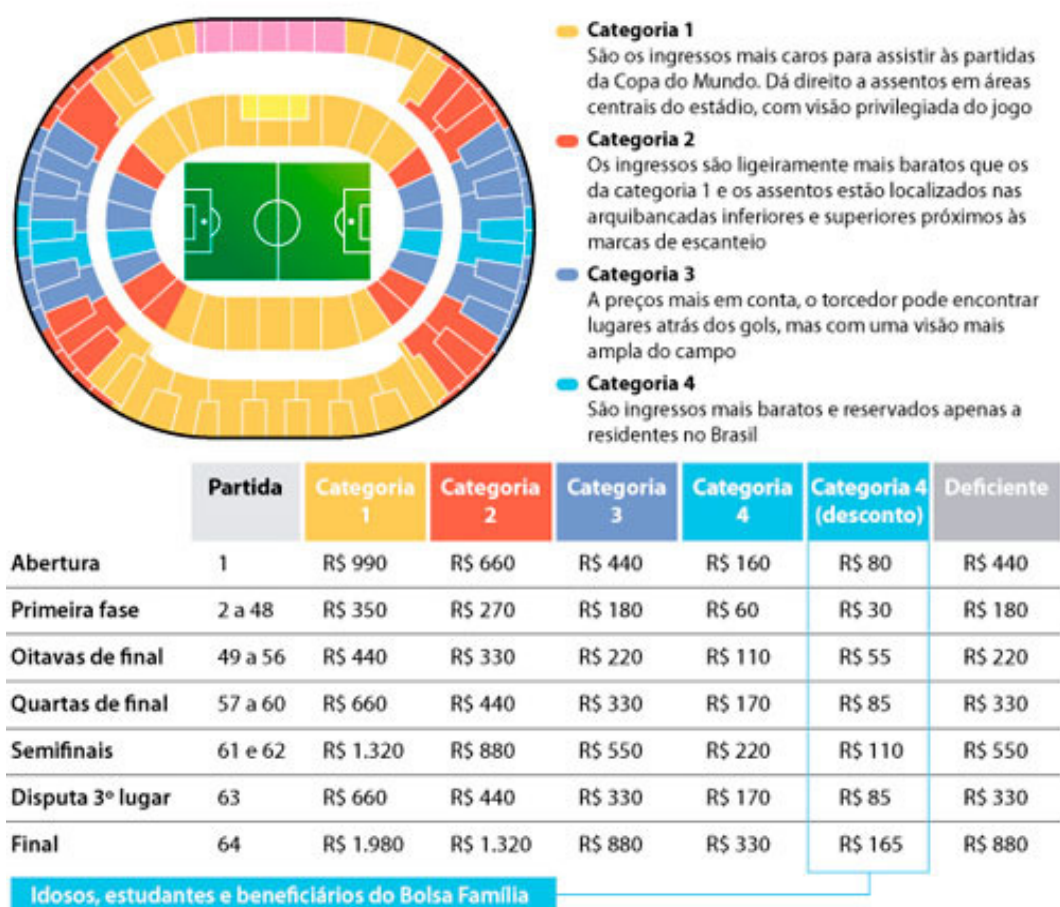 Categoria 1
São os ingressos mais caros para assistir às partidas
da Copa do Mundo. Dá direito a assentos em áreas
centrais do estádio, com visão privilegiada do jogo
Categoria 2
Os ingressos são ligeiramente mais baratos que os
da categoria 1 e os assentos estão localizados nas
arquibancadas inferiores e superiores próximos às
marcas de escanteio
Categoria 3
A preços mais em conta, o torcedor pode encontrar
lugares atrás dos gols, mas com uma visão mais
ampla do campo
Categoria 4
São ingressos mais baratos e reservados apenas a
residentes no Brasil
Partida Categoria 1 Categoria 2 Categoria 3 Categoria 4 Categoria 4 (desconto) Deficiente
Abertura 1 R$ 990 R$ 660 R$ 440 R$ 160 R$ 80 R$ 440
Primeira fase 2 a 48 R$ 350 R$ 270 R$ 180 R$ 60 R$ 30 R$ 180
Oitavas de final 49 a 56 R$ 440 R$ 330 R$ 220 R$ 110 R$ 55 R$ 220
Quartas de final 57 a 60 R$ 660 R$ 440 R$ 330 R$ 170 R$ 85 R$ 330
Semifinais 61 e 62 R$ 1.320 R$ 880 R$ 550 R$ 220 R$ 110 R$ 550
Disputa 3º lugar 63 R$ 660 R$ 440 R$ 330 R$ 170 R$ 85 R$ 330
Final 64 R$ 1.980 R$ 1.320 R$ 880 R$ 330 R$ 165 R$ 880
Idosos, estudantes e beneficiários do Bolsa Família